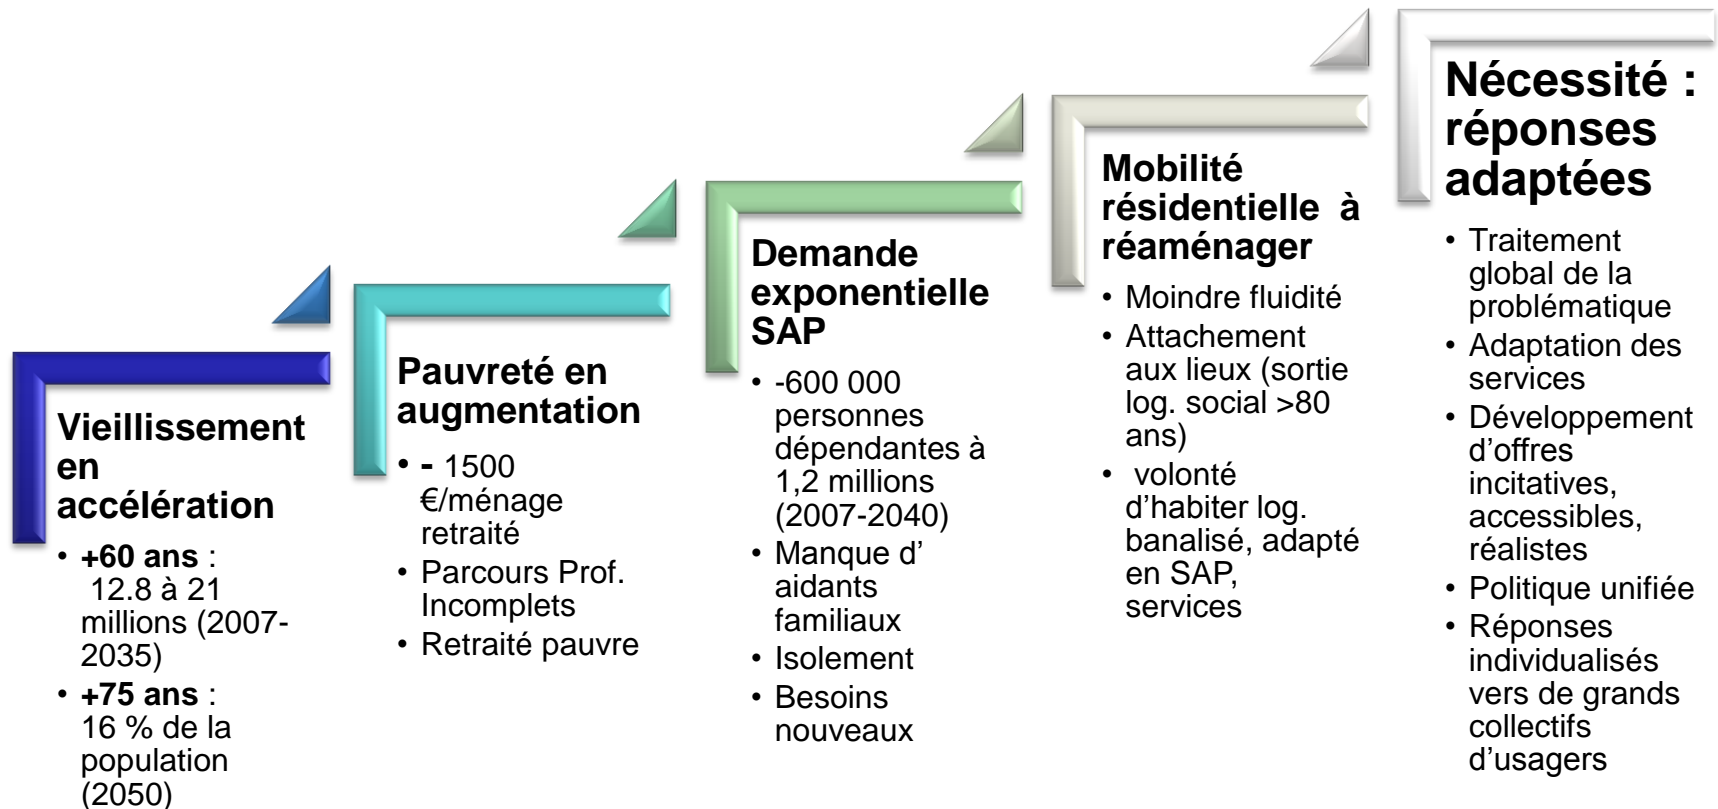 Vieillissement
en
accélération
• +60 ans :
12.8 à 21
millions (2007-
2035)
• +75 ans :
16 % de la
population
(2050)
Pauvreté en
augmentation
• - 1500
€/ménage
retraité
• Parcours Prof.
Incomplets
• Retraité pauvre
Demande
exponentielle
SAP
• -600 000
personnes
dépendantes à
1,2 millions
(2007-2040)
• Manque d’
aidants
familiaux
• Isolement
• Besoins
nouveaux
Mobilité
résidentielle à
réaménager
• Moindre fluidité
• Attachement
aux lieux (sortie
log. social >80
ans)
• volonté
d’habiter log.
banalisé, adapté
en SAP,
services
Nécessité :
réponses
adaptées
• Traitement
global de la
problématique
• Adaptation des
services
• Développement
d’offres
incitatives,
accessibles,
réalistes
• Politique unifiée
• Réponses
individualisés
vers de grands
collectifs
d’usagers